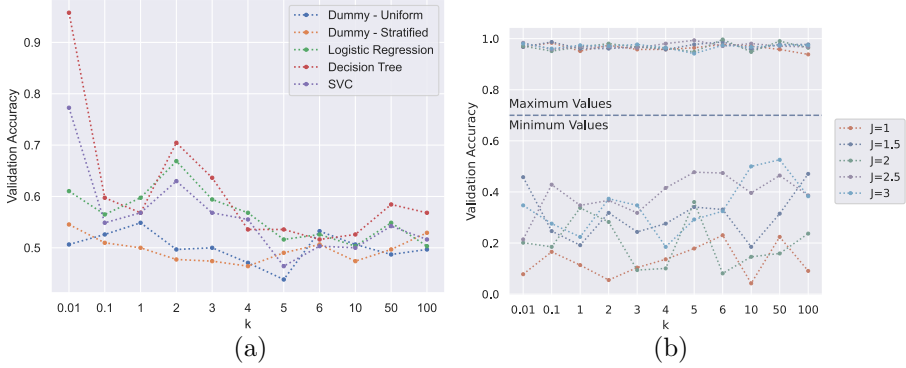 Dummy - Uniform
Dummy - Stratified
Logistic Regression
Decision Tree
SVC
0.9
0.8
0.7
0.6
0.5
Validation Accuracy
0.01 0.1 1 2 3 4 5 6 10 50 100
k
(a)
1.0
0.8
0.6
0.4
0.2
0.0
Validation Accuracy
Maximum Values
Minimum Values
0.01 0.1 1 2 3 4 5 6 10 50 100
k
J=1
J=1.5
J=2
J=2.5
J=3
(b)